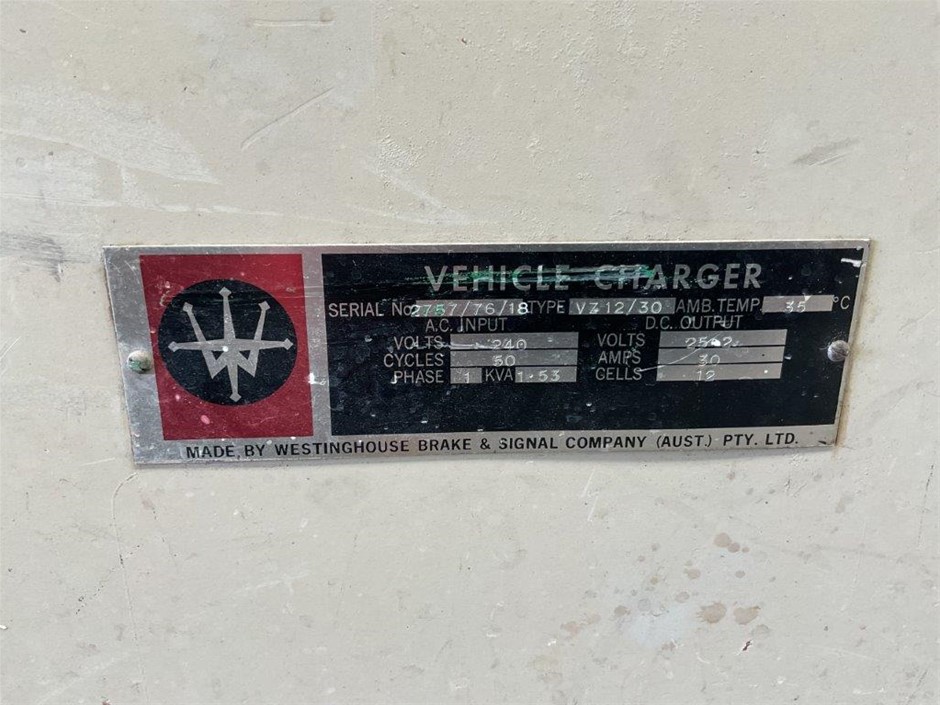 VEHICLE CHARGER
SERIAL No 2757/76/18 TYPE VZ12/30 AMB. TEMP. 35 °C
A.C. INPUT D.C. OUTPUT
VOLTS 240 VOLTS
CYCLES 50 AMPS 30
PHASE 1 KVA 1·53 CELLS 12
MADE BY WESTINGHOUSE BRAKE & SIGNAL COMPANY (AUST.) PTY. LTD.